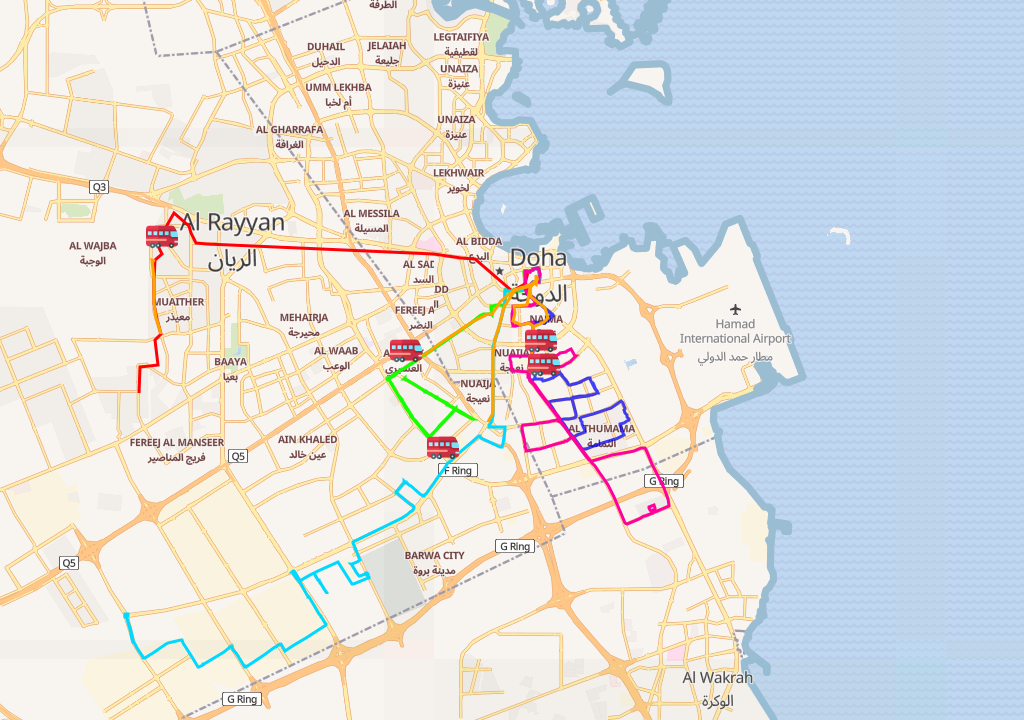 الطرفة
DUHAIL
الدحيل
JELAIAH
جليعة
LEGTAIFIYA
لقطيفية
UNAIZA
عنيزة
UMM LEKHBA
أم لخبا
UNAIZA
عنيزة
AL GHARRAFA
الغرافة
LEKHWAIR
لخوير
Q3
AL MESSILA
المسيلة
Al Rayyan
الريان
AL WAJBA
الوجبة
AL BIDDA
البدع
Doha
الدوحة
AL SAD
السد
DD
ال
MUAITHER
معيذر
MEHAIRJA
محيرجة
FEREEJ A
النصر
NAJMA
Hamad
International Airport
مطار حمد الدولي
AL WAAB
الوعب
BAAYA
بعيا
NUAIJA
نعيجة
NUAIJA
نعيجة
FEREEJ AL MANSEER
فريج المناصير
AIN KHALED
عين خالد
AL THUMAMA
الثمامة
Q5
F Ring
G Ring
G Ring
BARWA CITY
مدينة بروة
Q5
G Ring
Al Wakrah
الوكرة